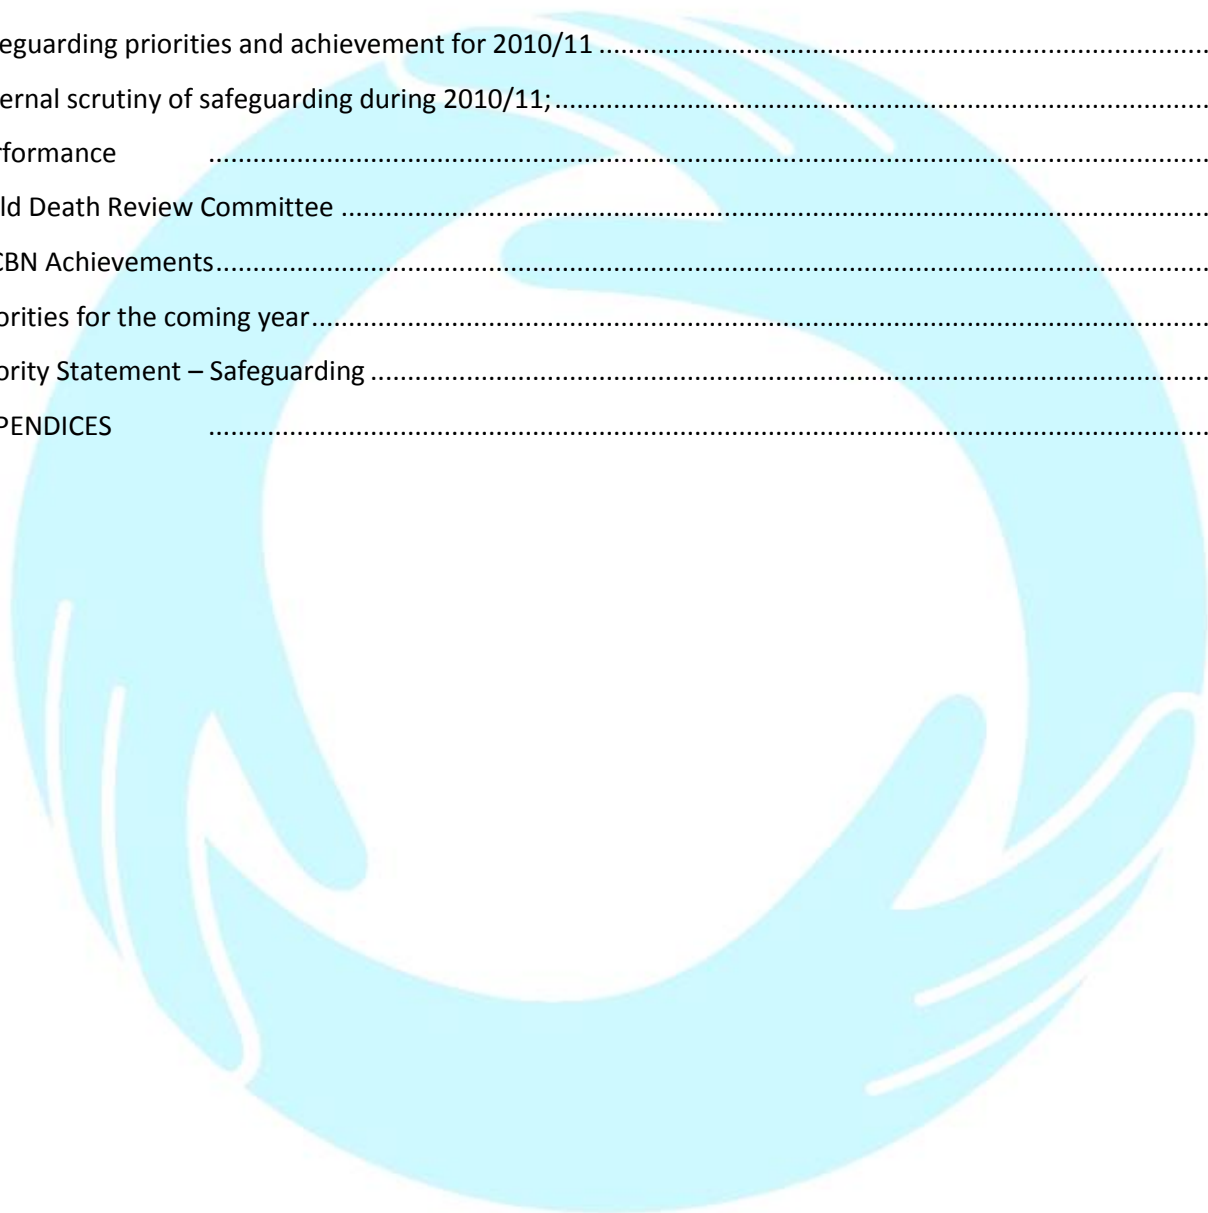 eguarding priorities and achievement for 2010/11 ........................................................................................
ernal scrutiny of safeguarding during 2010/11; ..............................................................................................
rformance ............................................................................................................................................
ld Death Review Committee ..........................................................................................................................
CBN Achievements ..........................................................................................................................................
orities for the coming year ..............................................................................................................................
ority Statement – Safeguarding ......................................................................................................................
PENDICES ............................................................................................................................................